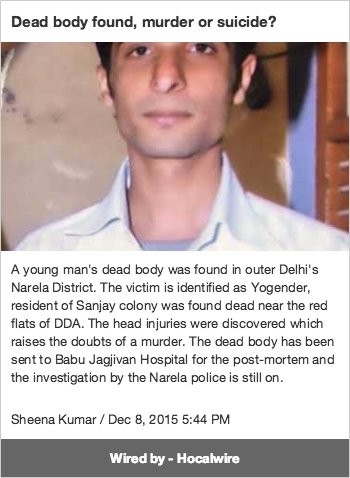 Dead body found, murder or suicide?
A young man's dead body was found in outer Delhi's
Narela District. The victim is identified as Yogender,
resident of Sanjay colony was found dead near the red
flats of DDA. The head injuries were discovered which
raises the doubts of a murder. The dead body has been
sent to Babu Jagjivan Hospital for the post-mortem and
the investigation by the Narela police is still on.
Sheena Kumar / Dec 8, 2015 5:44 PM
Wired by - Hocalwire